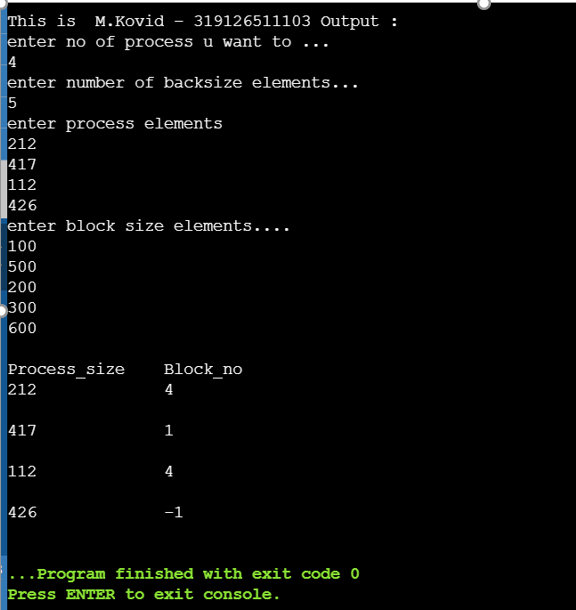 This is  M.Kovid – 319126511103 Output :
enter no of process u want to ...
4
enter number of backsize elements...
5
enter process elements
212
417
112
426
enter block size elements....
100
500
200
300
600
Process_size    Block_no
212             4
417             1
112             4
426             -1
...Program finished with exit code 0
Press ENTER to exit console.